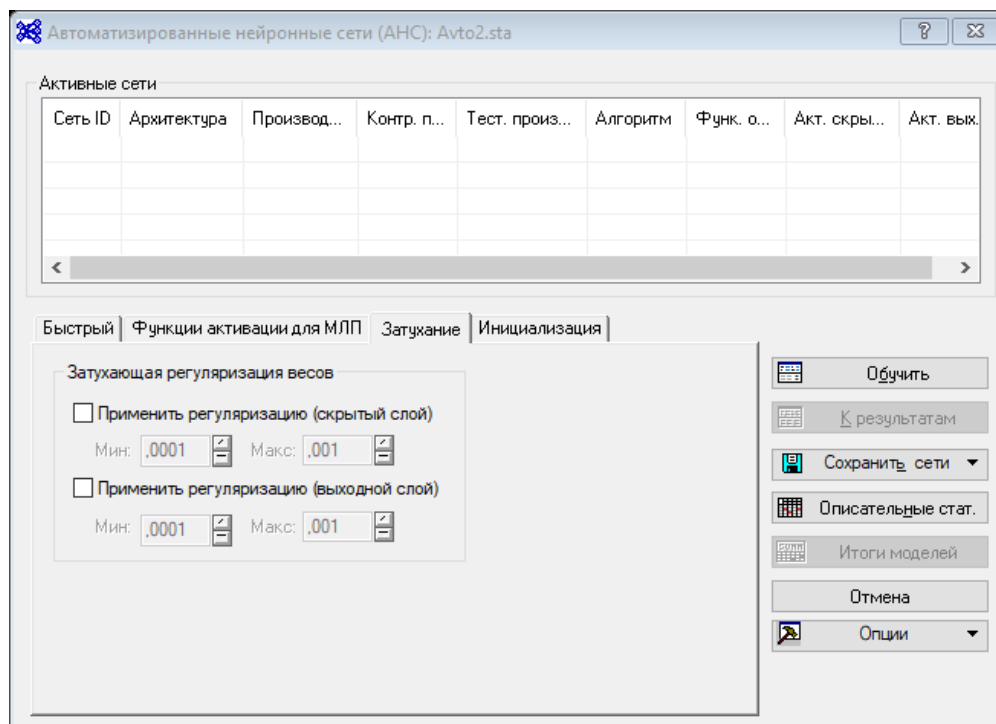 Автоматизированные нейронные сети (АНС): Avto2.sta
Активные сети
Сеть ID Архитектура Производ... Контр. п... Тест. произ... Алгоритм Функ. о... Акт. скры... Акт. вых.
Быстрый Функции активации для МЛП Затухание Инициализация
Затухающая регуляризация весов
Применить регуляризацию (скрытый слой)
Мин: ,0001 Макс: ,001
Применить регуляризацию (выходной слой)
Мин: ,0001 Макс: ,001
Обучить
К результатам
Сохранить сети
Описательные стат.
Итоги моделей
Отмена
Опции